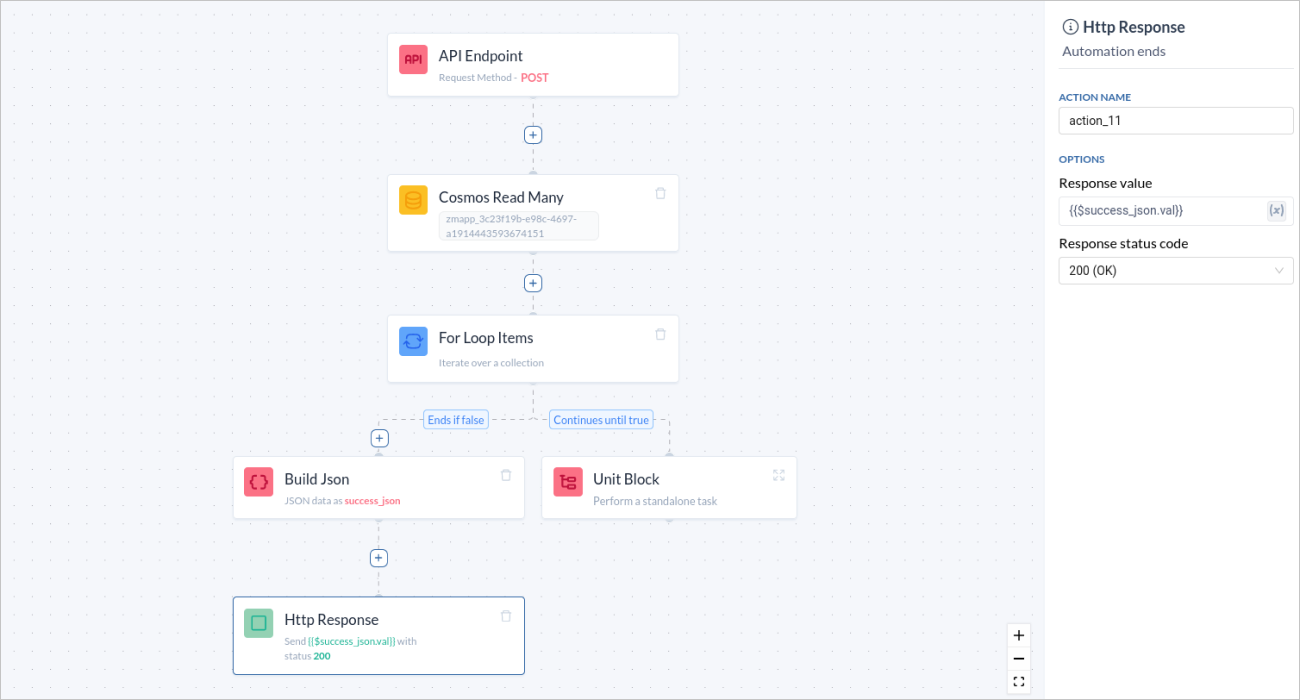 API
API Endpoint
Request Method - POST
Cosmos Read Many
zmapp_3c23f19b-e98c-4697-
a1914443593674151
For Loop Items
Iterate over a collection
Ends if false
Continues until true
Build Json
JSON data as success_json
Unit Block
Perform a standalone task
Http Response
Send {{$success_json.val}} with
status 200
Http Response
Automation ends
ACTION NAME
action_11
OPTIONS
Response value
{{$success_json.val}}
(x)
Response status code
200 (OK)